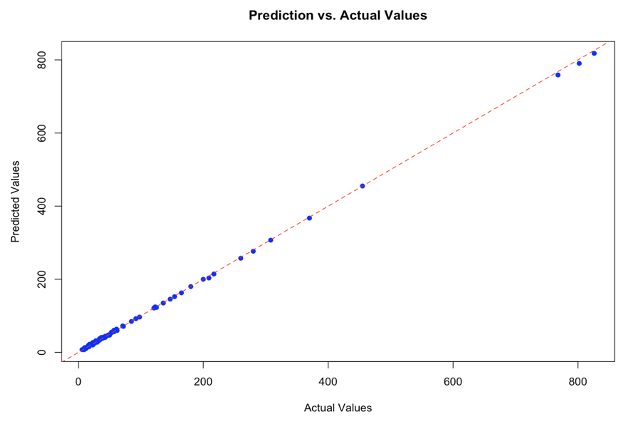 Prediction vs. Actual Values
Predicted Values
800
600
400
200
0
0 200 400 600 800
Actual Values